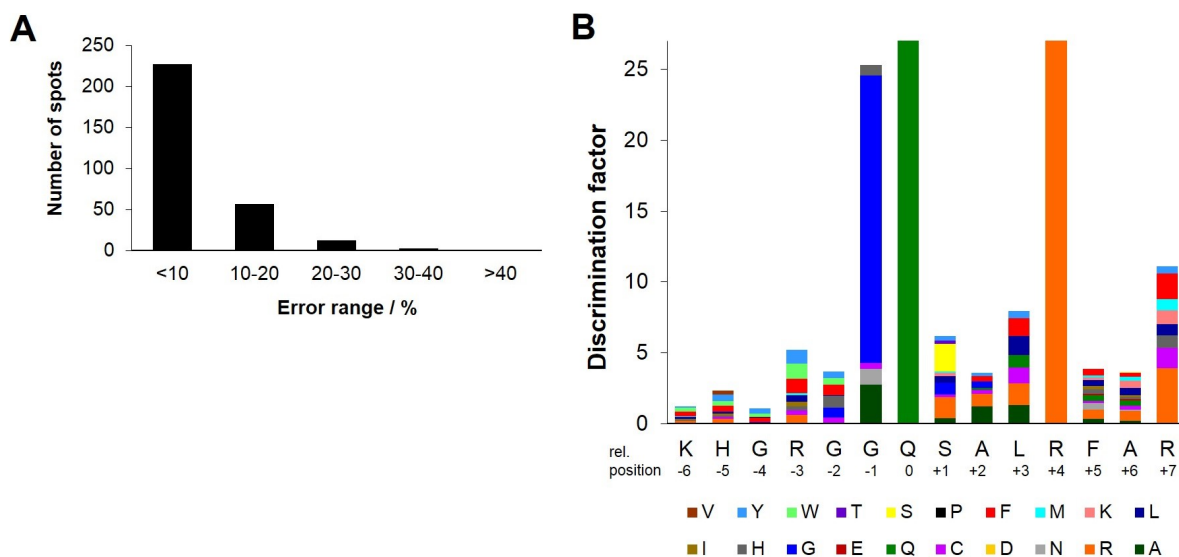 A
Number of spots
250
200
150
100
50
0
<10 10-20 20-30 30-40 >40
Error range / %
B
Discrimination factor
25
20
15
10
5
0
K H G R G G Q S A L R F A R
rel.
position -6 -5 -4 -3 -2 -1 0 +1 +2 +3 +4 +5 +6 +7
V Y W T S P F M K L
I H G E Q C D N R A